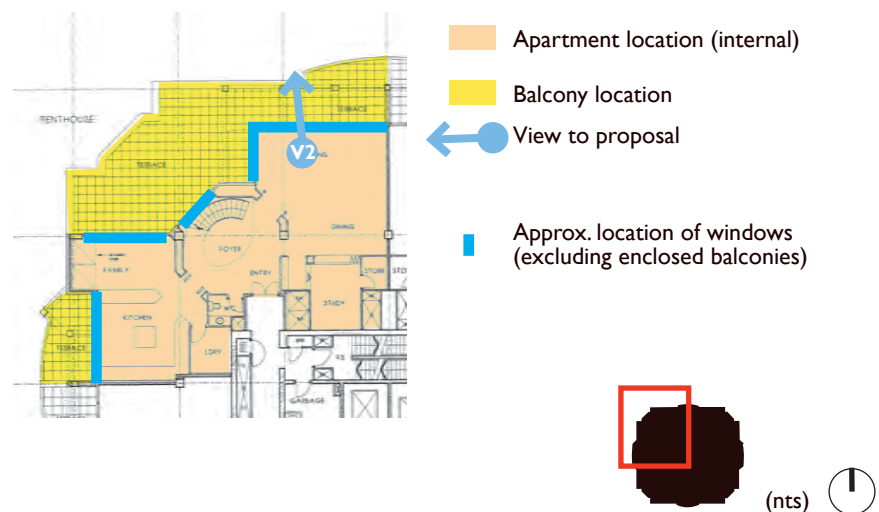 Apartment location (internal)
Balcony location
View to proposal
Approx. location of windows
(excluding enclosed balconies)
PENTHOUSE
TERRACE
V2
TERRACE
DINING
FOYER
FAMILY
ENTRY
STORE
STUDY
KITCHEN
WC
TERRACE
LDRY
GARBAGE
(nts)